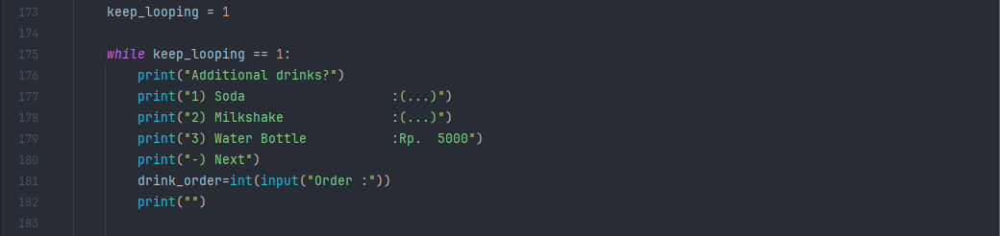 173 keep_looping = 1
174
175 while keep_looping == 1:
176 print("Additional drinks?")
177 print("1) Soda                   :(...)")
178 print("2) Milkshake              :(...)")
179 print("3) Water Bottle           :Rp.  5000")
180 print("-) Next")
181 drink_order=int(input("Order :"))
182 print("")
183